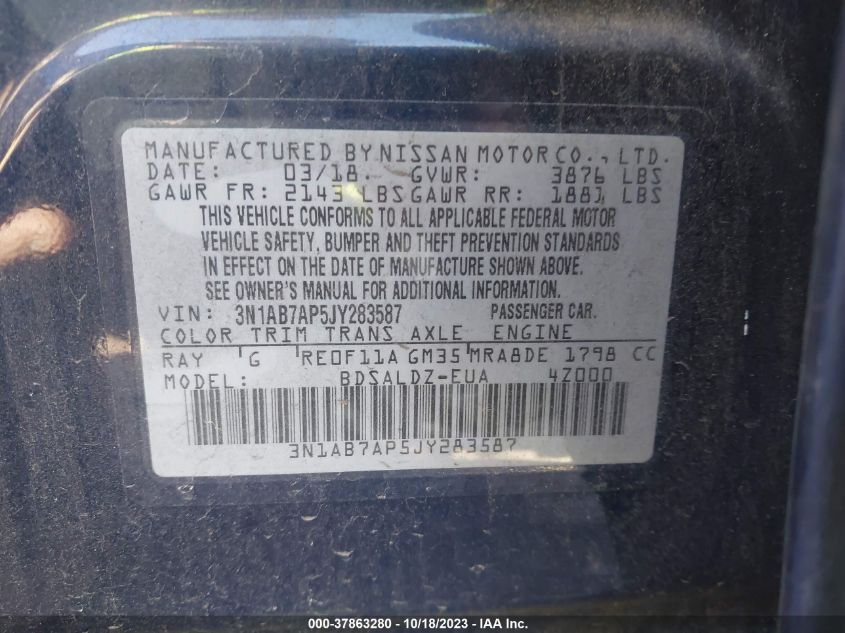 MANUFACTURED BY NISSAN MOTOR CO., LTD.
DATE: 03/18. GVWR: 3876 LBS
GAWR FR: 2143 LBS GAWR RR: 1881 LBS
THIS VEHICLE CONFORMS TO ALL APPLICABLE FEDERAL MOTOR
VEHICLE SAFETY, BUMPER AND THEFT PREVENTION STANDARDS
IN EFFECT ON THE DATE OF MANUFACTURE SHOWN ABOVE.
SEE OWNER'S MANUAL FOR ADDITIONAL INFORMATION.
VIN: 3N1AB7AP5JY283587 PASSENGER CAR.
COLOR TRIM TRANS AXLE ENGINE
RAY G RE0F11A GM35 MRA8DE 1798 CC
MODEL: BDSALDZ-EUA 4Z000
3N1AB7AP5JY283587
000-37863280 - 10/18/2023 - IAA Inc.